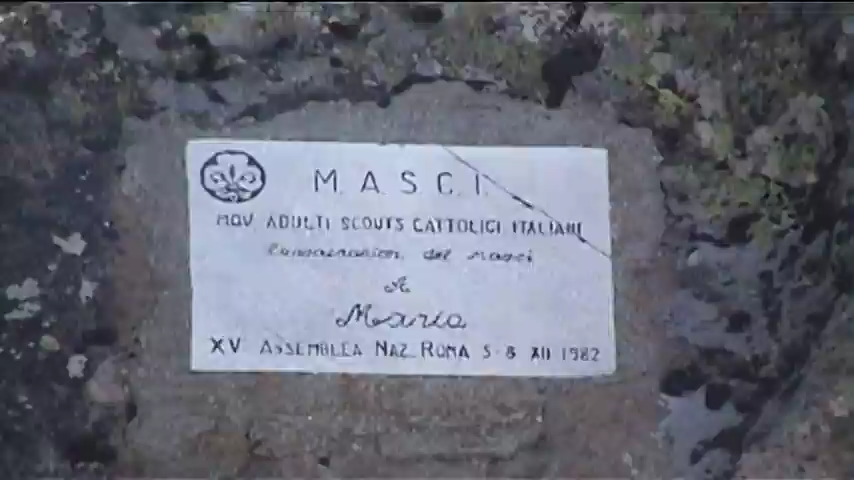 M. A. S. C. I.
MOV. ADULTI SCOUTS CATTOLICI ITALIANI
Consacrazione del Masci
A
Maria
XV ASSEMBLEA NAZ. ROMA 5-8 XII 1982